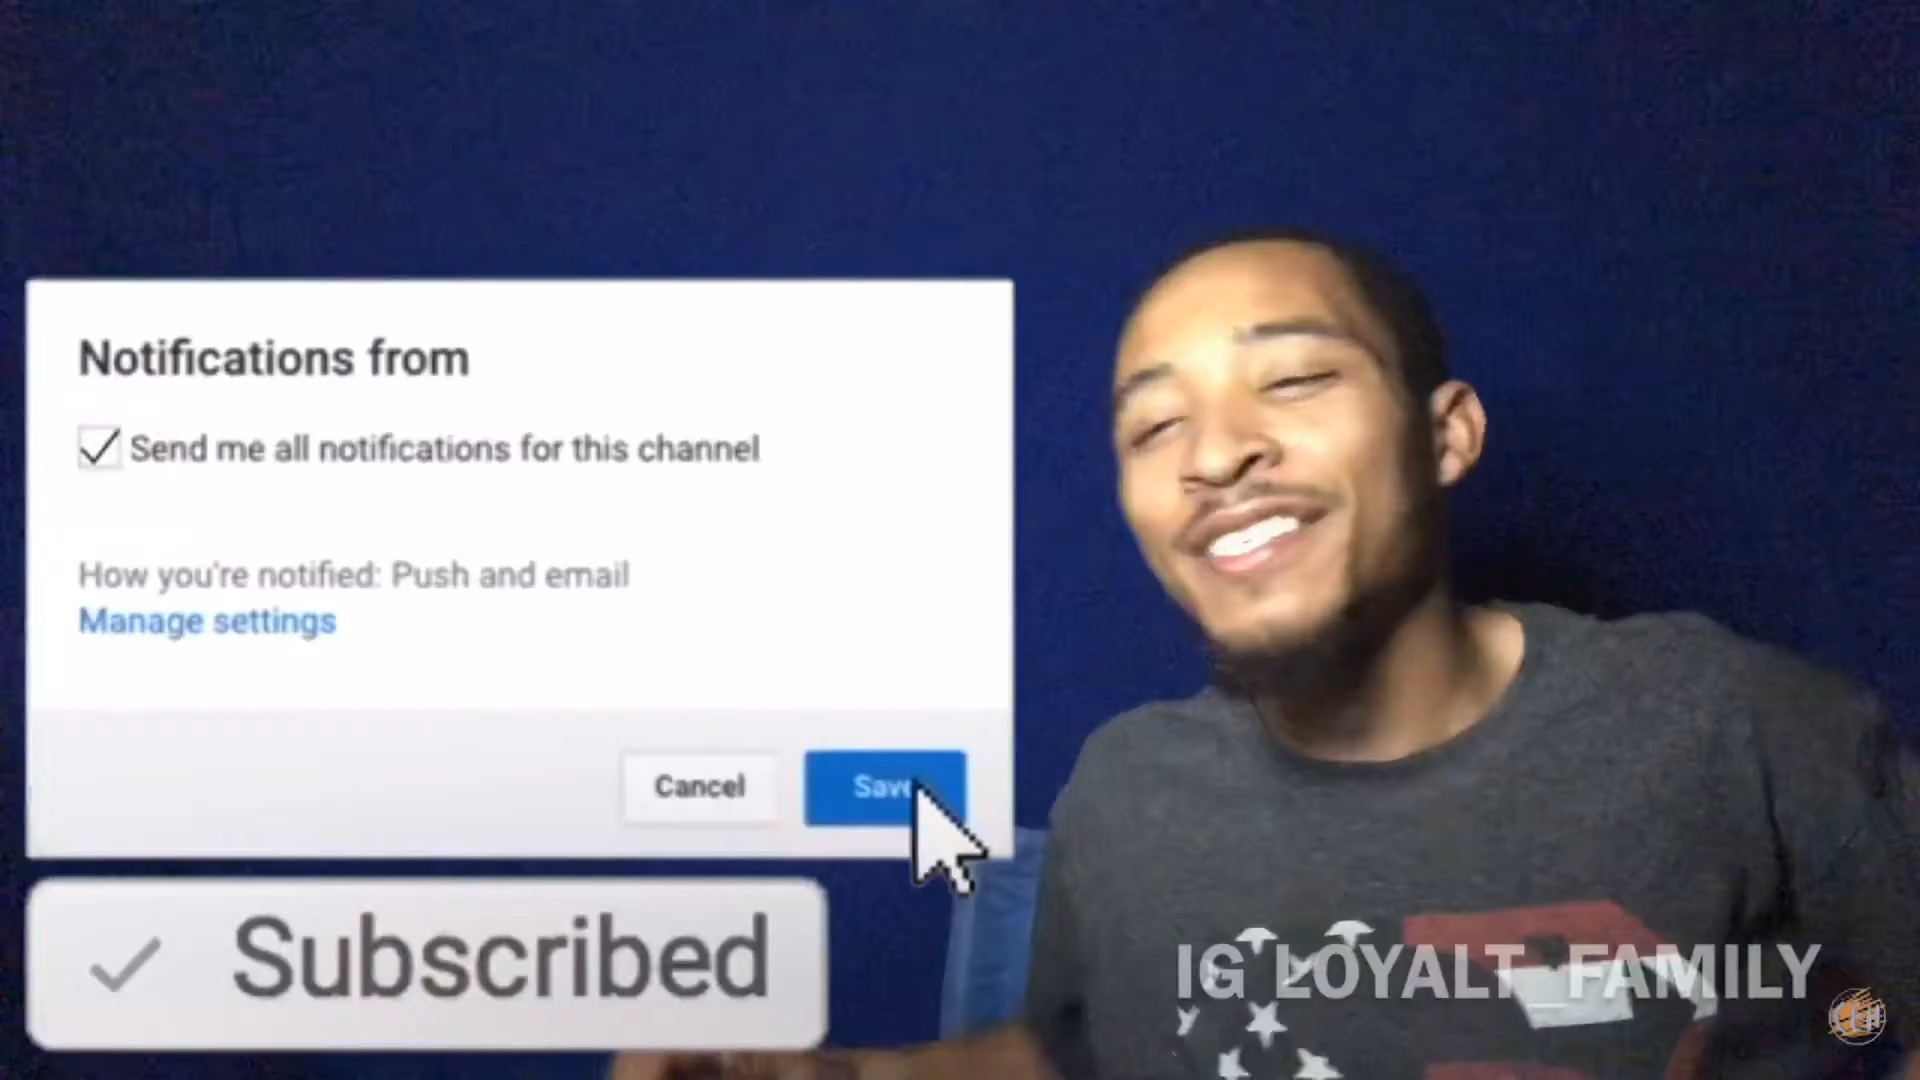 Notifications from
Send me all notifications for this channel
How you're notified: Push and email
Manage settings
Cancel
Save
Subscribed
IG LOYALT_FAMILY